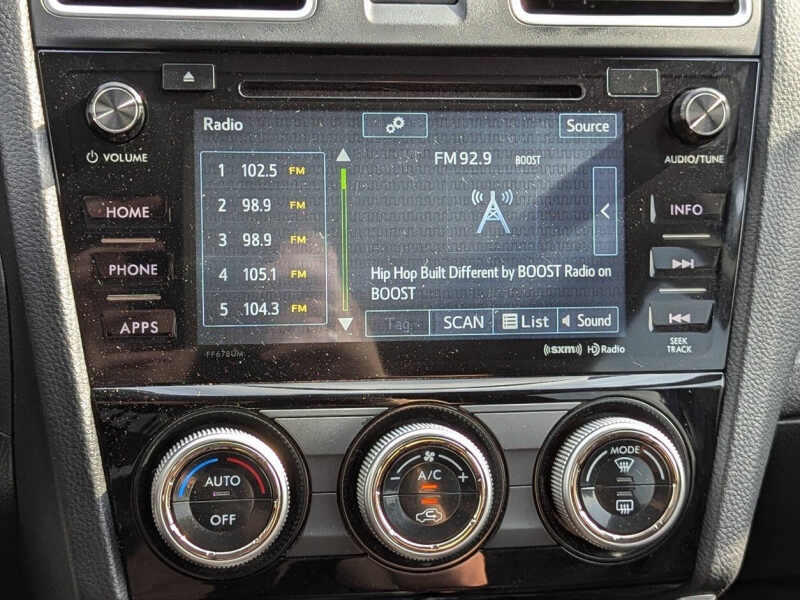 Radio
Source
VOLUME
AUDIO/TUNE
FM 92.9 BOOST
1 102.5 FM
2 98.9 FM
3 98.9 FM
4 105.1 FM
5 104.3 FM
HOME
PHONE
APPS
INFO
Hip Hop Built Different by BOOST Radio on
BOOST
Tag
SCAN
List
Sound
SEEK
TRACK
FF678UM
((sxm)) HD Radio
AUTO
OFF
A/C
- +
MODE